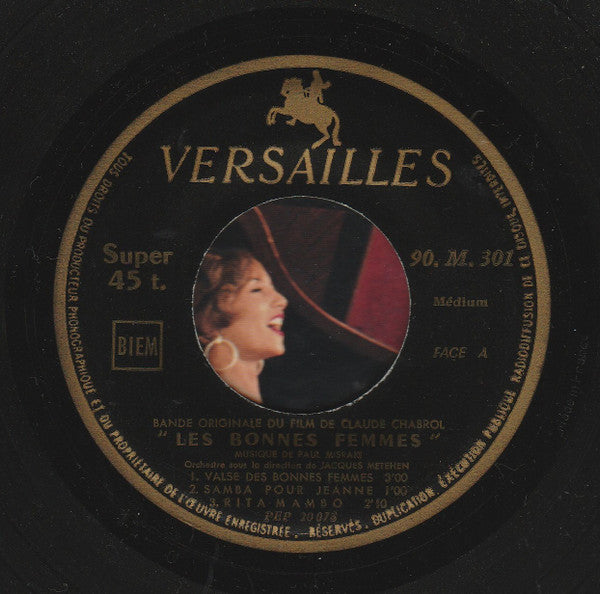 VERSAILLES
Super
45 t.
90. M. 301
Médium
BIEM
FACE A
BANDE ORIGINALE DU FILM DE CLAUDE CHABROL
"LES BONNES FEMMES"
MUSIQUE DE PAUL MISRAKI
Orchestre sous la direction de JACQUES METEHEN
1. VALSE DES BONNES FEMMES 3'00
2. SAMBA POUR JEANNE 1'00
3. RITA MAMBO 2'10
PEP 20073
TOUS DROITS DU PRODUCTEUR PHONOGRAPHIQUE ET DU PROPRIÉTAIRE DE L'ŒUVRE ENREGISTRÉE. RÉSERVÉS. DUPLICATION. EXÉCUTION PUBLIQUE RADIODIFFUSION DE CE DISQUE INTERDITES